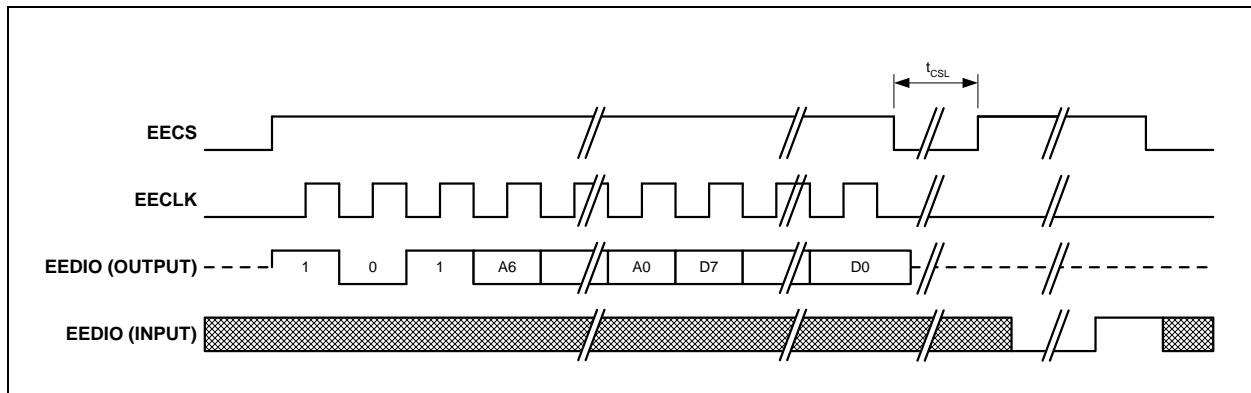 tCSL
EECS
EECLK
EEDIO (OUTPUT) 1 0 1 A6 A0 D7 D0
EEDIO (INPUT)